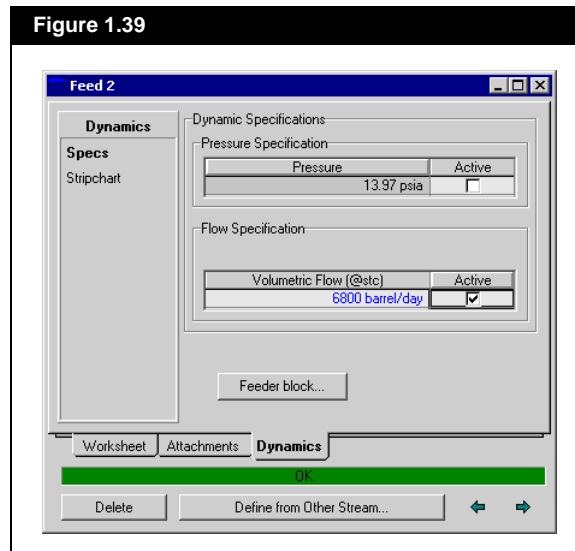 Figure 1.39
Feed 2
Dynamics
Specs
Stripchart
Dynamic Specifications
Pressure Specification
Pressure Active
13.97 psia
Flow Specification
Volumetric Flow (@stc) Active
6800 barrel/day
Feeder block...
Worksheet Attachments Dynamics
OK
Delete Define from Other Stream...